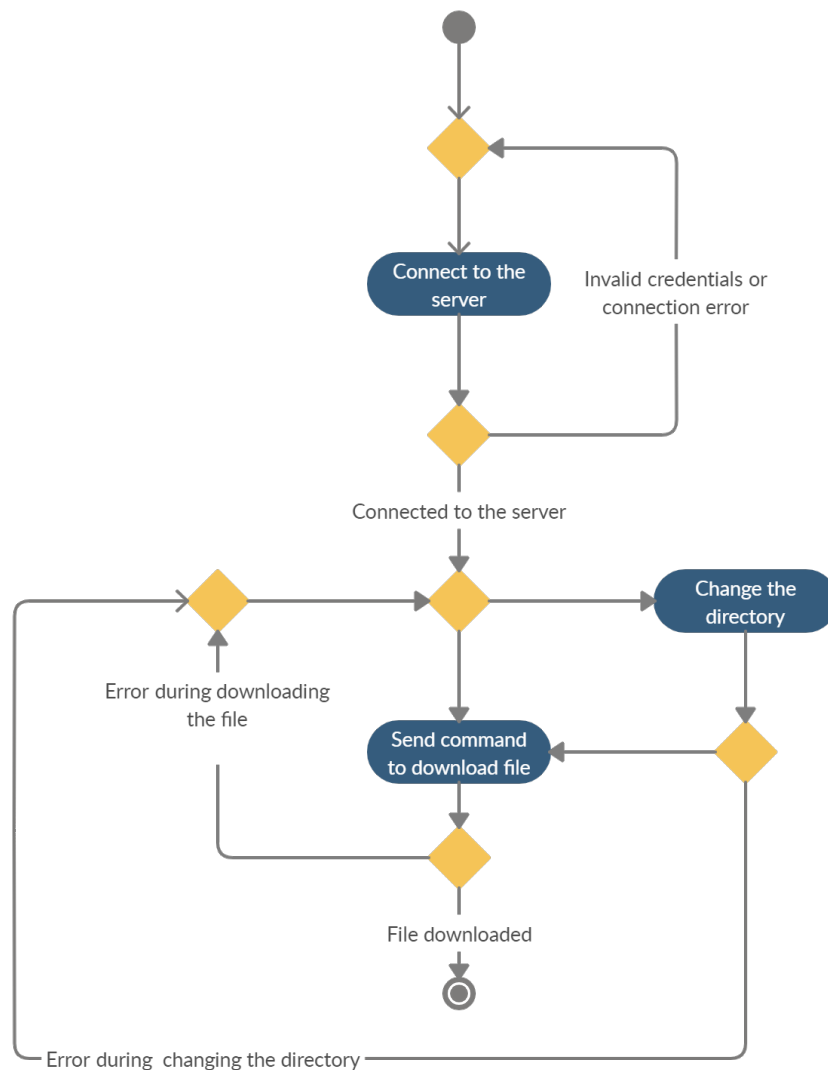 Connect to the
server
Invalid credentials or
connection error
Connected to the server
Change the
directory
Error during downloading
the file
Send command
to download file
File downloaded
Error during  changing the directory